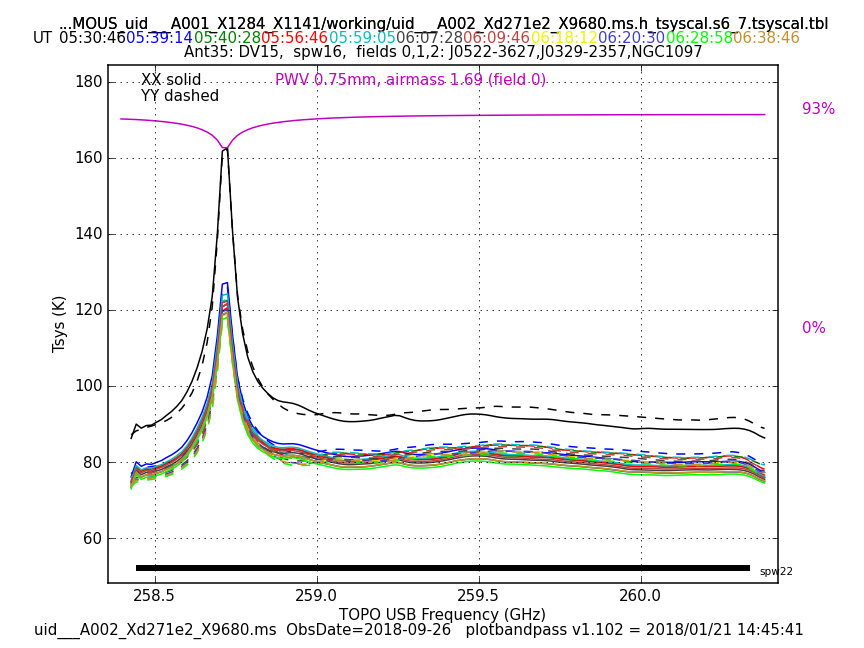 ...MOUS_uid___A001_X1284_X1141/working/uid___A002_Xd271e2_X9680.ms.h_tsyscal.s6_7.tsyscal.tbl
UT 05:30:46 05:39:14 05:40:28 05:56:46 05:59:05 06:07:28 06:09:46 06:18:12 06:20:30 06:28:58 06:38:46
Ant35: DV15, spw16, fields 0,1,2: J0522-3627,J0329-2357,NGC1097
XX solid
YY dashed
PWV 0.75mm, airmass 1.69 (field 0)
93%
0%
180
160
140
120
100
80
60
Tsys (K)
spw22
258.5 259.0 259.5 260.0
TOPO USB Frequency (GHz)
uid___A002_Xd271e2_X9680.ms ObsDate=2018-09-26 plotbandpass v1.102 = 2018/01/21 14:45:41